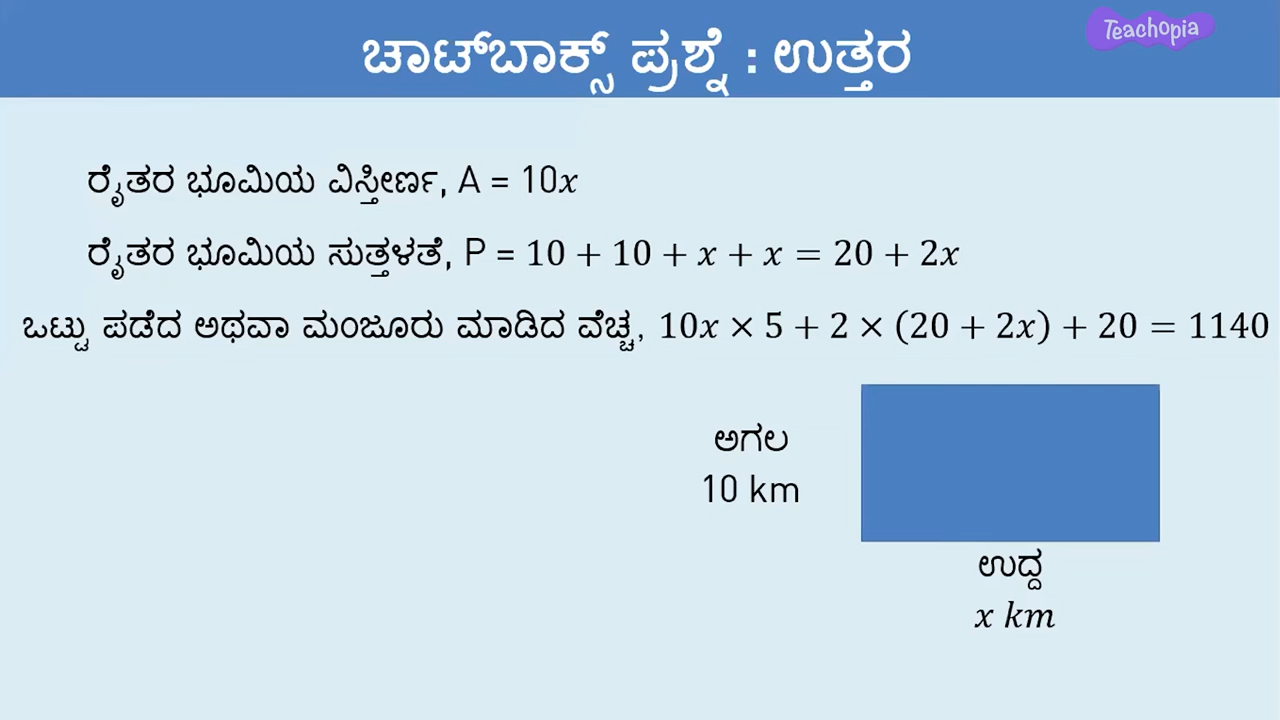 Teachopia
ಚಾಟ್‌ಬಾಕ್ಸ್ ಪ್ರಶ್ನೆ : ಉತ್ತರ
ರೈತರ ಭೂಮಿಯ ವಿಸ್ತೀರ್ಣ, A = 10x
ರೈತರ ಭೂಮಿಯ ಸುತ್ತಳತೆ, P = 10 + 10 + x + x = 20 + 2x
ಒಟ್ಟು ಪಡೆದ ಅಥವಾ ಮಂಜೂರು ಮಾಡಿದ ವೆಚ್ಚ, 10x × 5 + 2 × (20 + 2x) + 20 = 1140
ಅಗಲ
10 km
ಉದ್ದ
x km